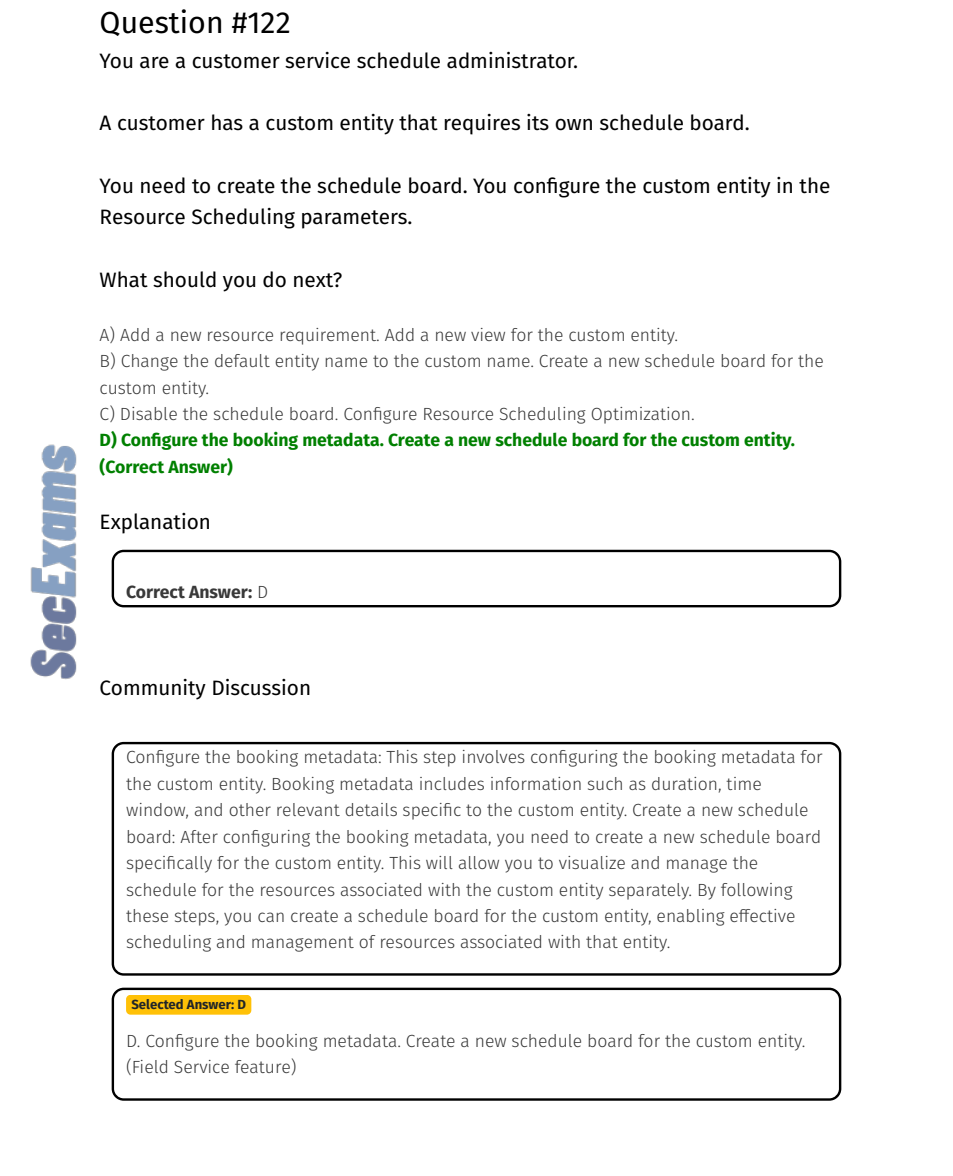 Question #122
You are a customer service schedule administrator.
A customer has a custom entity that requires its own schedule board.
You need to create the schedule board. You configure the custom entity in the
Resource Scheduling parameters.
What should you do next?
A) Add a new resource requirement. Add a new view for the custom entity.
B) Change the default entity name to the custom name. Create a new schedule board for the
custom entity.
C) Disable the schedule board. Configure Resource Scheduling Optimization.
D) Configure the booking metadata. Create a new schedule board for the custom entity.
(Correct Answer)
SecExams
Explanation
Correct Answer: D
Community Discussion
Configure the booking metadata: This step involves configuring the booking metadata for
the custom entity. Booking metadata includes information such as duration, time
window, and other relevant details specific to the custom entity. Create a new schedule
board: After configuring the booking metadata, you need to create a new schedule board
specifically for the custom entity. This will allow you to visualize and manage the
schedule for the resources associated with the custom entity separately. By following
these steps, you can create a schedule board for the custom entity, enabling effective
scheduling and management of resources associated with that entity.
Selected Answer: D
D. Configure the booking metadata. Create a new schedule board for the custom entity.
(Field Service feature)